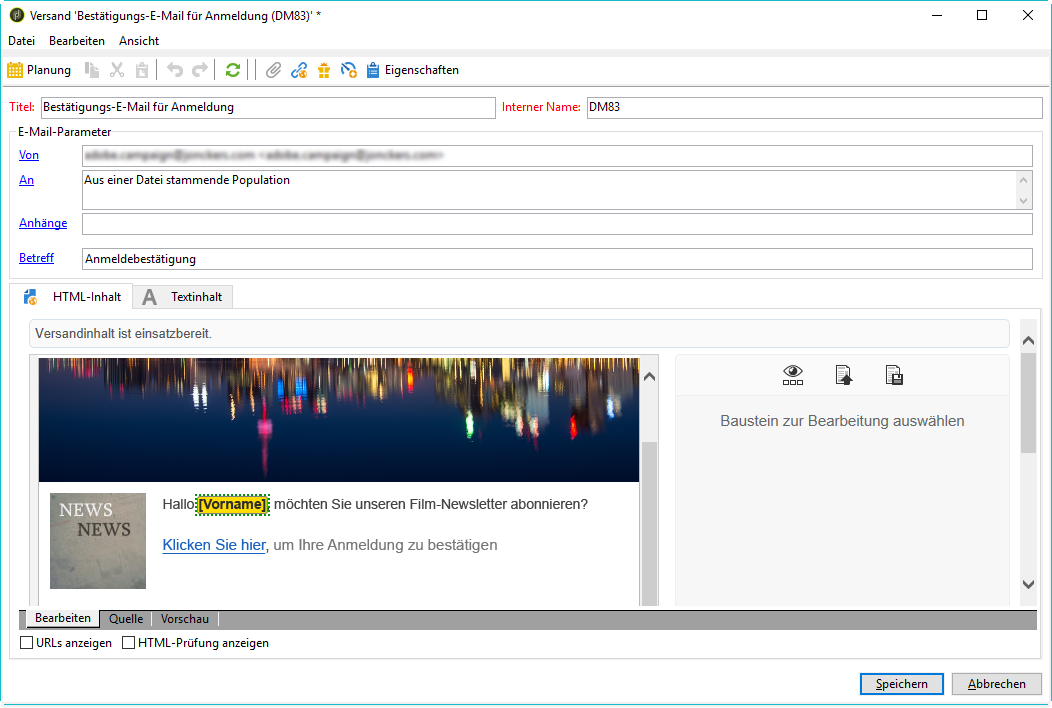 Versand 'Bestätigungs-E-Mail für Anmeldung (DM83)' *
Datei Bearbeiten Ansicht
Planung Eigenschaften
Titel: Bestätigungs-E-Mail für Anmeldung Interner Name: DM83
E-Mail-Parameter
Von
An Aus einer Datei stammende Population
Anhänge
Betreff Anmeldebestätigung
HTML-Inhalt A Textinhalt
Versandinhalt ist einsatzbereit.
Baustein zur Bearbeitung auswählen
NEWS
NEWS
Hallo [Vorname], möchten Sie unseren Film-Newsletter abonnieren?
Klicken Sie hier, um Ihre Anmeldung zu bestätigen
Bearbeiten Quelle Vorschau
URLs anzeigen HTML-Prüfung anzeigen
Speichern Abbrechen